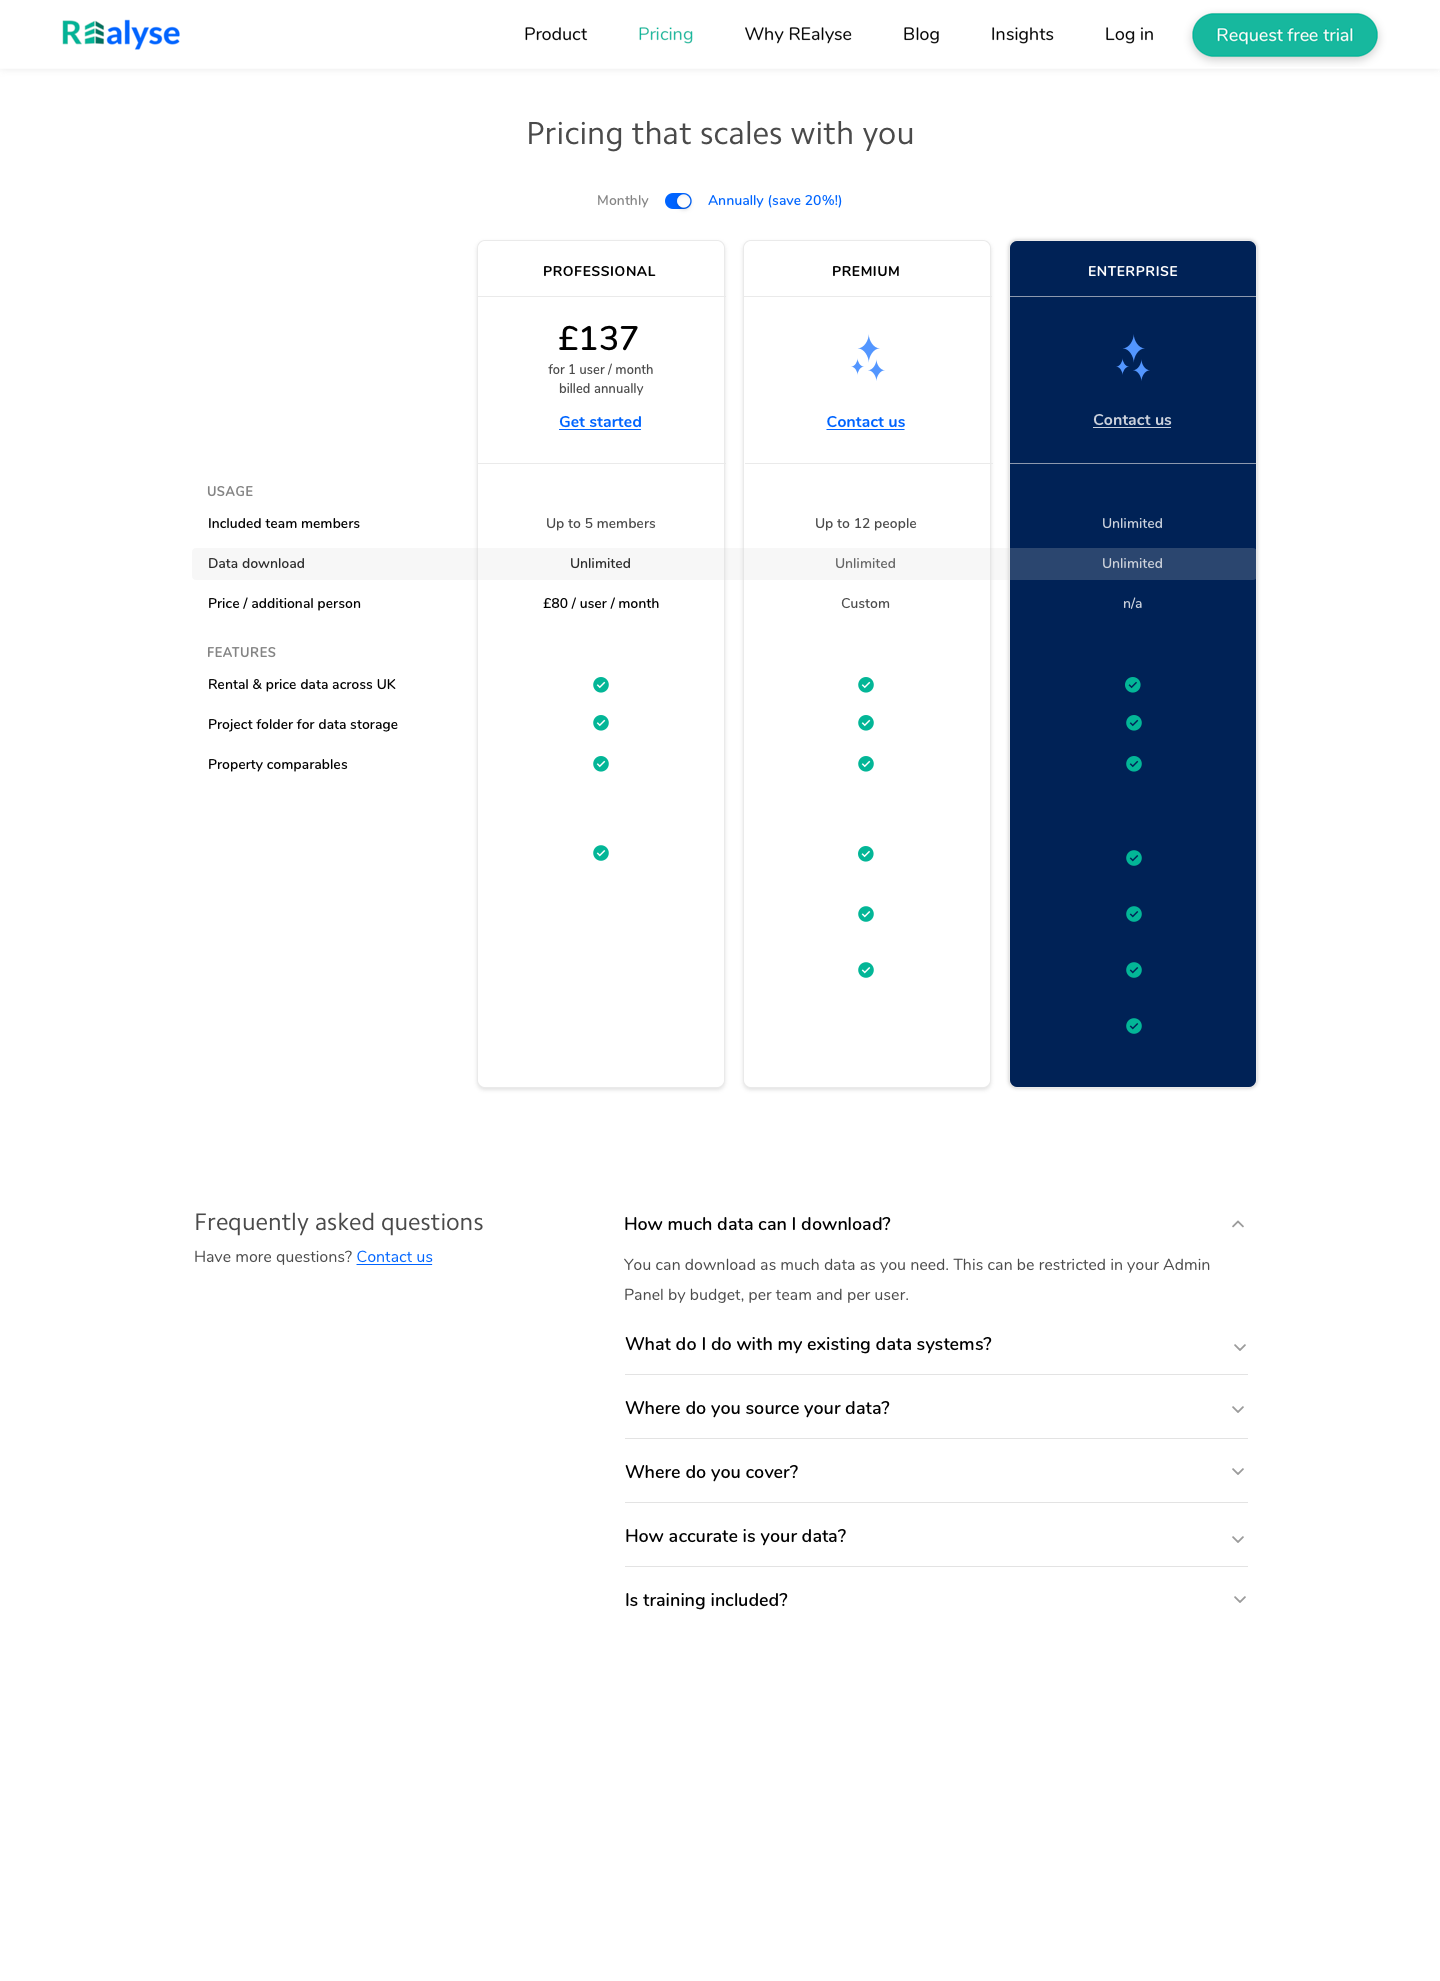 REalyse
Product Pricing Why REalyse Blog Insights Log in Request free trial
Pricing that scales with you
Monthly Annually (save 20%!)
PROFESSIONAL PREMIUM ENTERPRISE
£137
for 1 user / month
billed annually
Get started Contact us Contact us
USAGE
Included team members Up to 5 members Up to 12 people Unlimited
Data download Unlimited Unlimited Unlimited
Price / additional person £80 / user / month Custom n/a
FEATURES
Rental & price data across UK
Project folder for data storage
Property comparables
Frequently asked questions
Have more questions? Contact us
How much data can I download?
You can download as much data as you need. This can be restricted in your Admin
Panel by budget, per team and per user.
What do I do with my existing data systems?
Where do you source your data?
Where do you cover?
How accurate is your data?
Is training included?